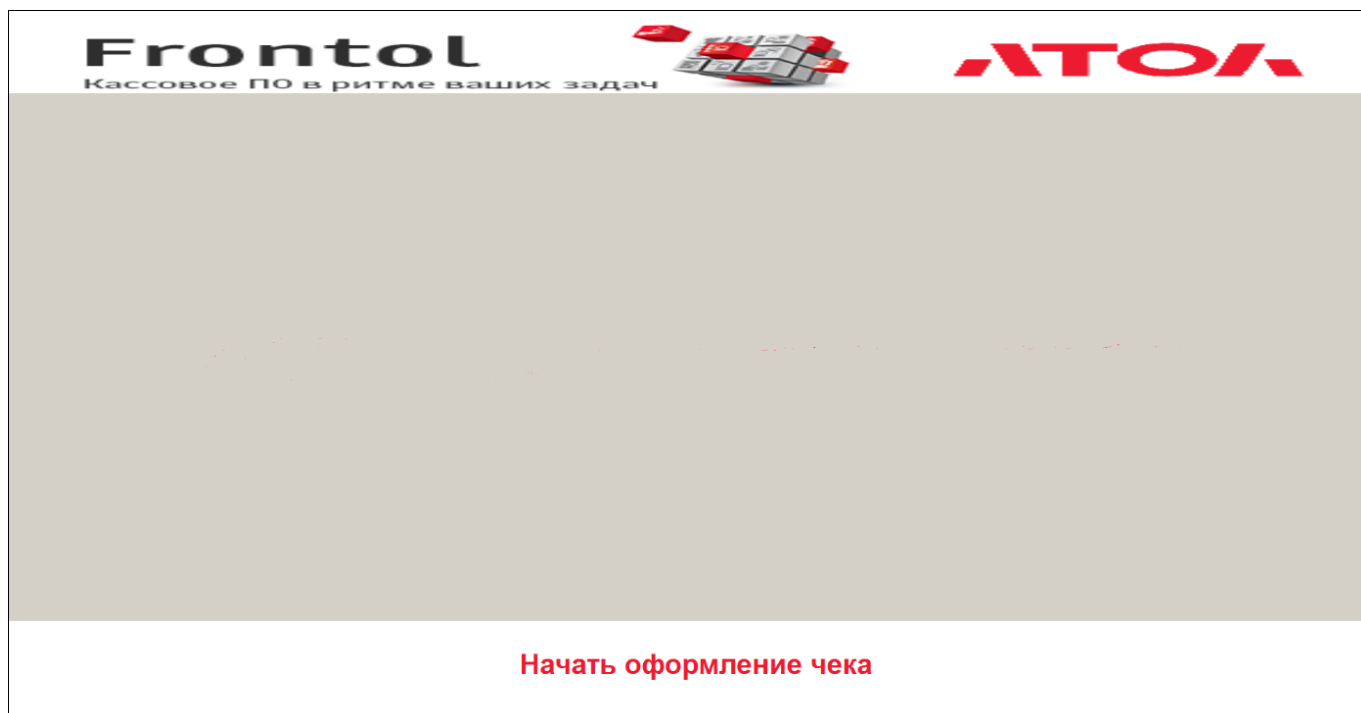 Frontol
Кассовое ПО в ритме ваших задач
АТОЛ
Начать оформление чека